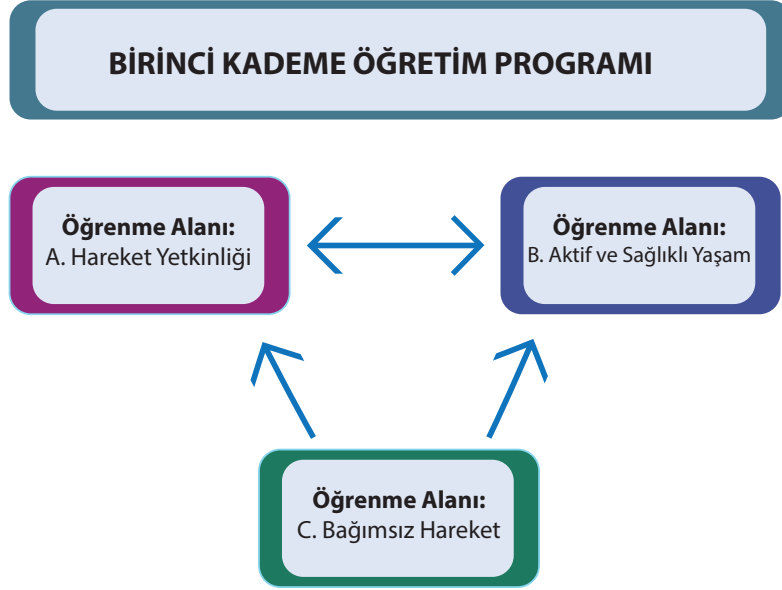 BİRİNCİ KADEME ÖĞRETİM PROGRAMI
Öğrenme Alanı:
A. Hareket Yetkinliği
Öğrenme Alanı:
B. Aktif ve Sağlıklı Yaşam
Öğrenme Alanı:
C. Bağımsız Hareket